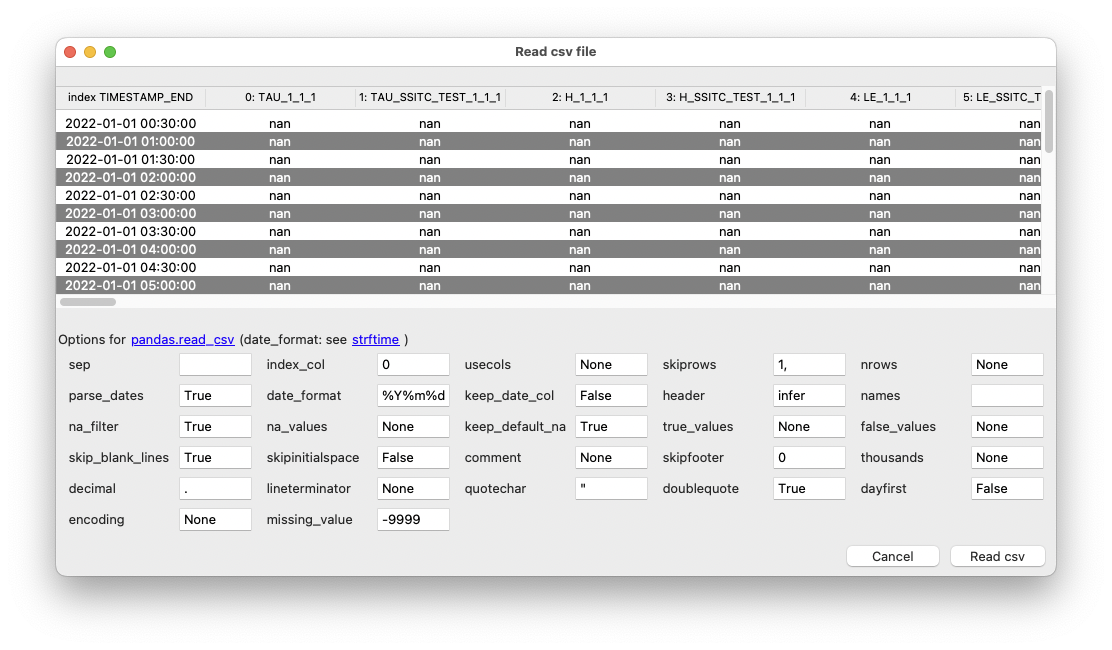 Read csv file
index TIMESTAMP_END 0: TAU_1_1_1 1: TAU_SSITC_TEST_1_1_1 2: H_1_1_1 3: H_SSITC_TEST_1_1_1 4: LE_1_1_1 5: LE_SSITC_T
2022-01-01 00:30:00 nan nan nan nan nan nan
2022-01-01 01:00:00 nan nan nan nan nan nan
2022-01-01 01:30:00 nan nan nan nan nan nan
2022-01-01 02:00:00 nan nan nan nan nan nan
2022-01-01 02:30:00 nan nan nan nan nan nan
2022-01-01 03:00:00 nan nan nan nan nan nan
2022-01-01 03:30:00 nan nan nan nan nan nan
2022-01-01 04:00:00 nan nan nan nan nan nan
2022-01-01 04:30:00 nan nan nan nan nan nan
2022-01-01 05:00:00 nan nan nan nan nan nan
Options for pandas.read_csv (date_format: see strftime )
sep index_col 0 usecols None skiprows 1, nrows None
parse_dates True date_format %Y%m%d keep_date_col False header infer names
na_filter True na_values None keep_default_na True true_values None false_values None
skip_blank_lines True skipinitialspace False comment None skipfooter 0 thousands None
decimal . lineterminator None quotechar " doublequote True dayfirst False
encoding None missing_value -9999
Cancel Read csv